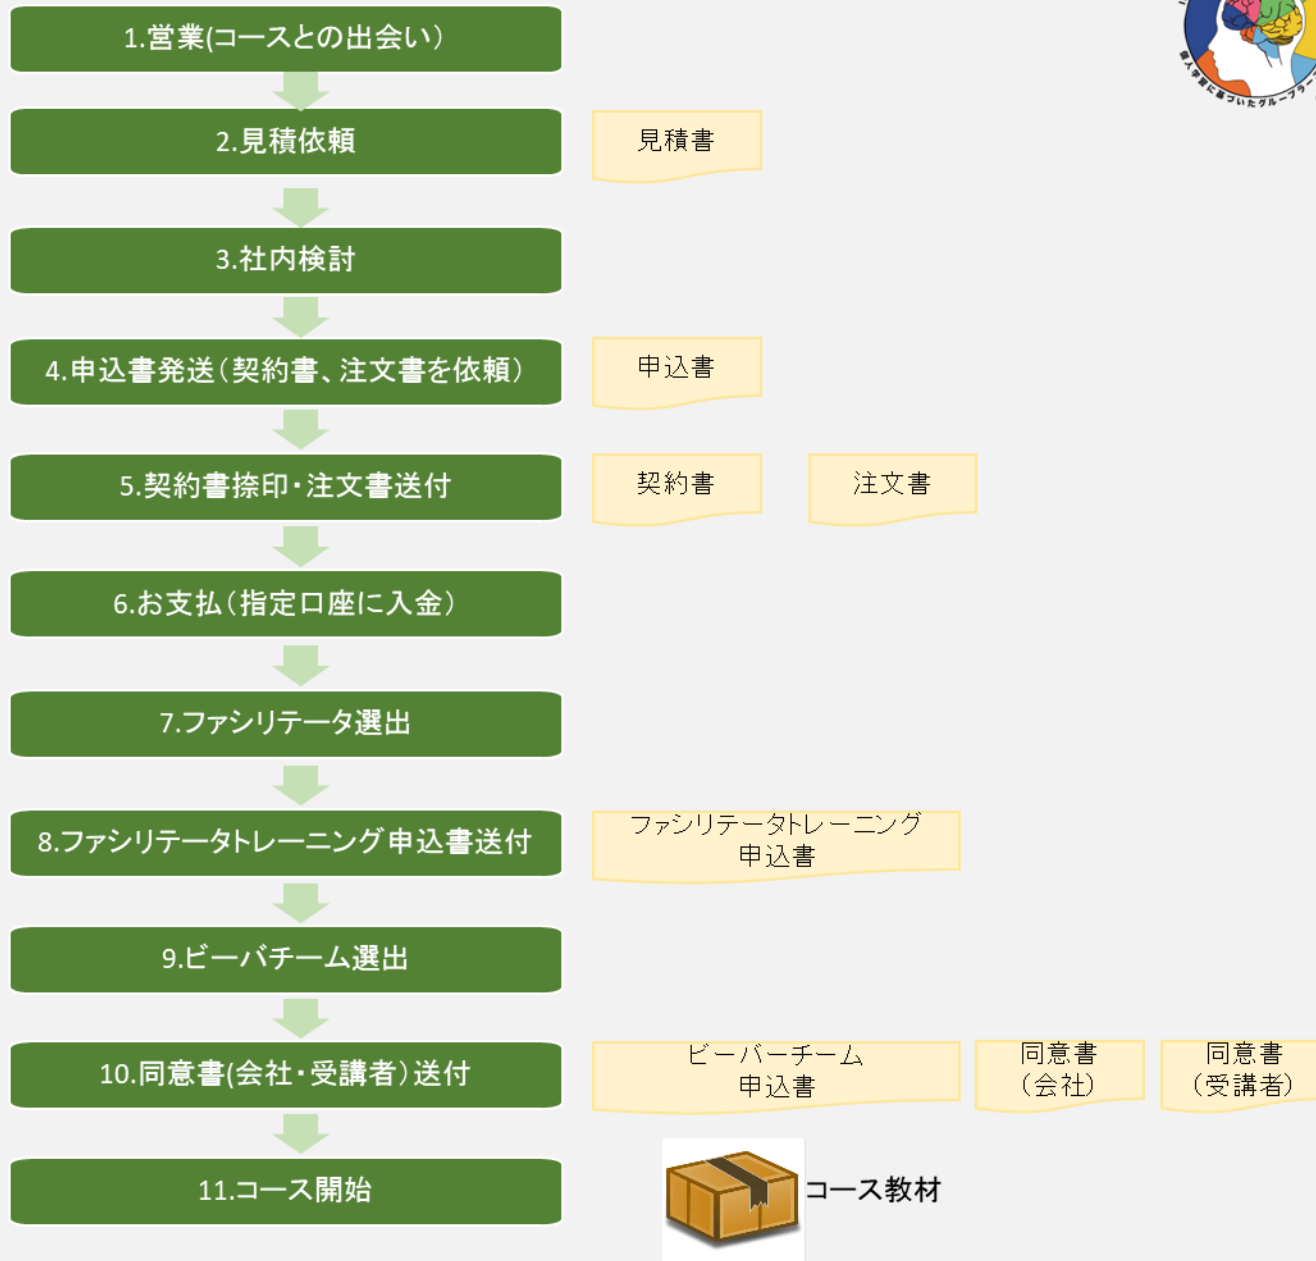 1.営業(コースとの出会い）
2.見積依頼
見積書
3.社内検討
4.申込書発送（契約書、注文書を依頼）
申込書
5.契約書捺印・注文書送付
契約書
注文書
6.お支払（指定口座に入金）
7.ファシリテータ選出
8.ファシリテータトレーニング申込書送付
ファシリテータトレーニング
申込書
9.ビーバチーム選出
10.同意書(会社・受講者）送付
ビーバーチーム
申込書
同意書
（会社）
同意書
（受講者）
11.コース開始
コース教材